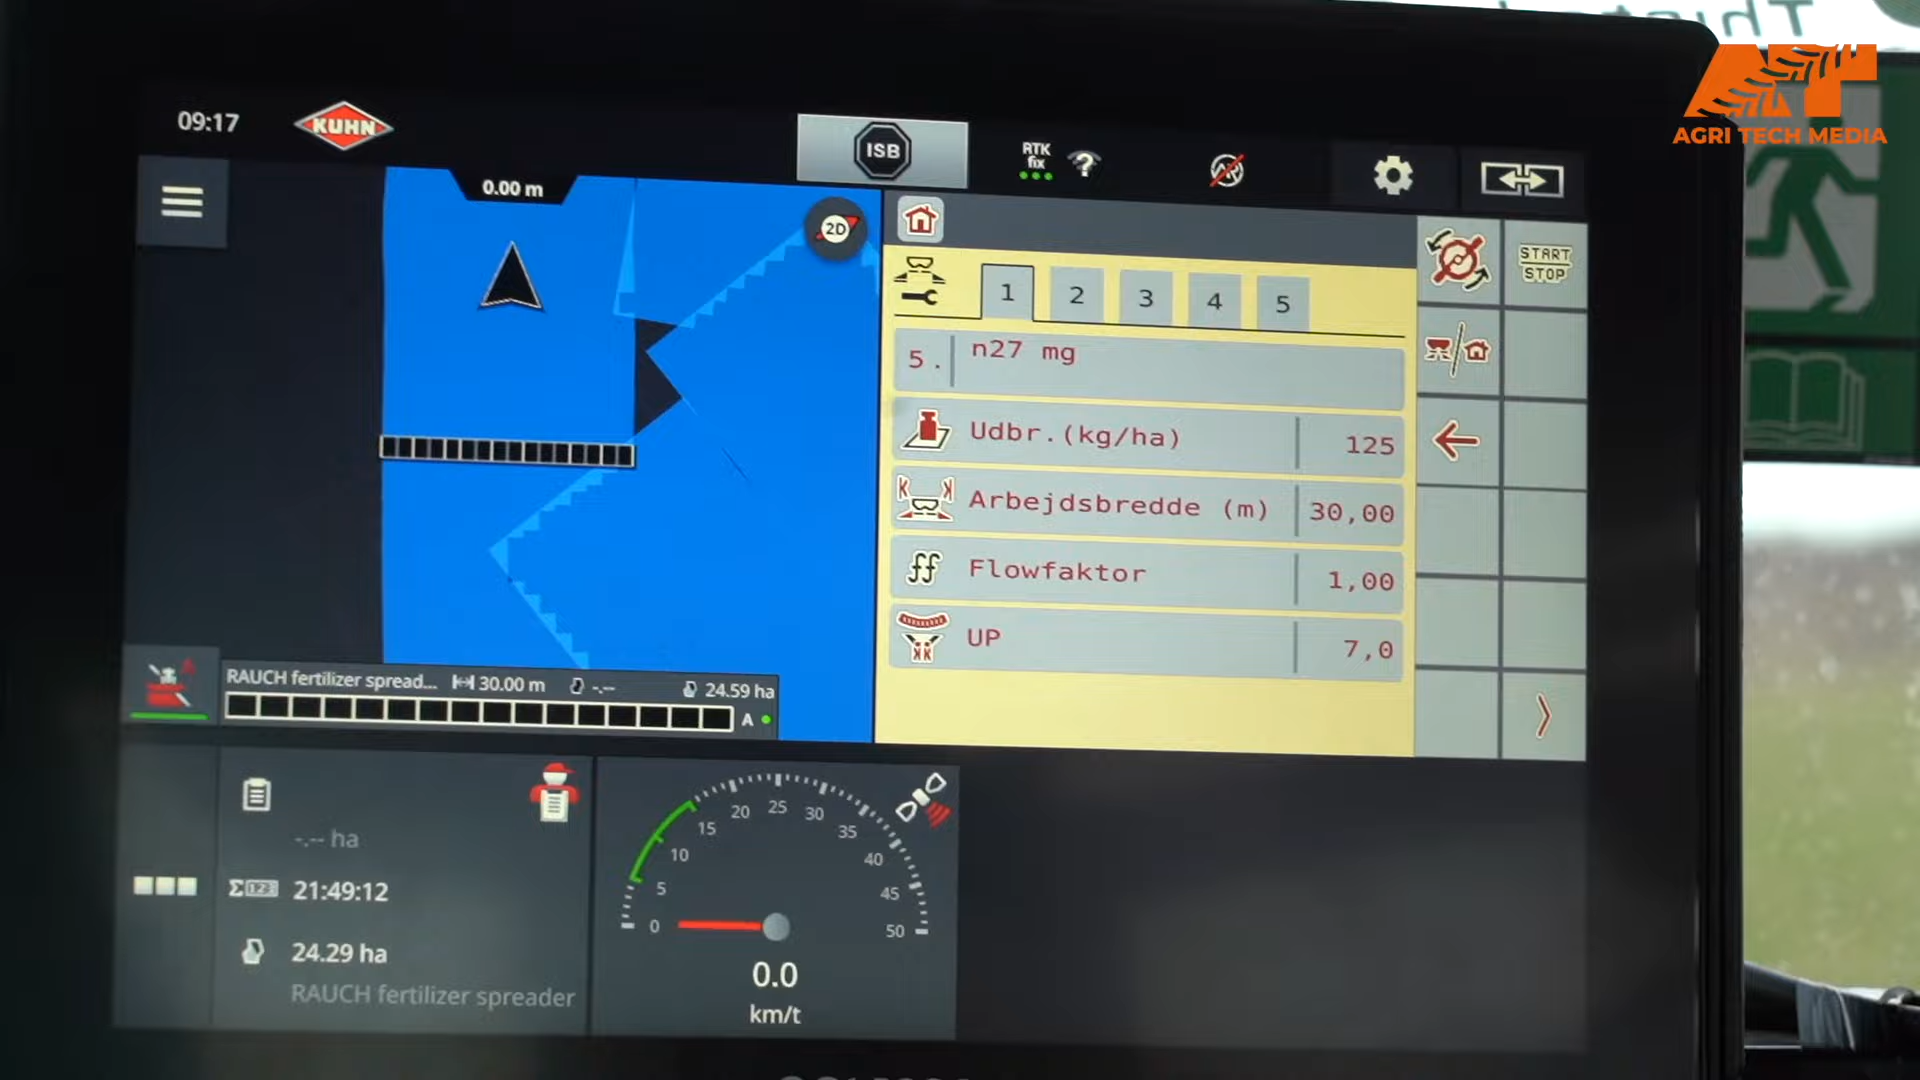 AGRI TECH MEDIA
09:17
KUHN
ISB
RTK
fix
0.00 m
2D
START
STOP
1 2 3 4 5
5. n27 mg
Udbr.(kg/ha) 125
Arbejdsbredde (m) 30,00
Flowfaktor 1,00
UP 7,0
RAUCH fertilizer spread... 30.00 m -.-- 24.59 ha
A
-.-- ha
Σ123 21:49:12
24.29 ha
RAUCH fertilizer spreader
0 5 10 15 20 25 30 35 40 45 50
0.0
km/t